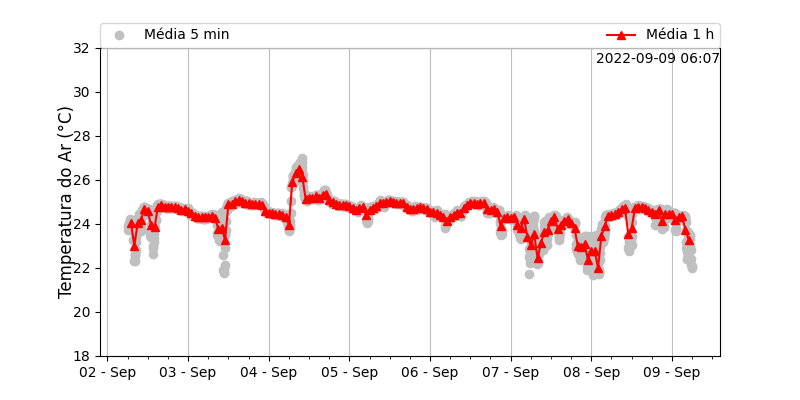 Média 5 min
Média 1 h
2022-09-09 06:07
Temperatura do Ar (°C)
32
30
28
26
24
22
20
18
02 - Sep
03 - Sep
04 - Sep
05 - Sep
06 - Sep
07 - Sep
08 - Sep
09 - Sep